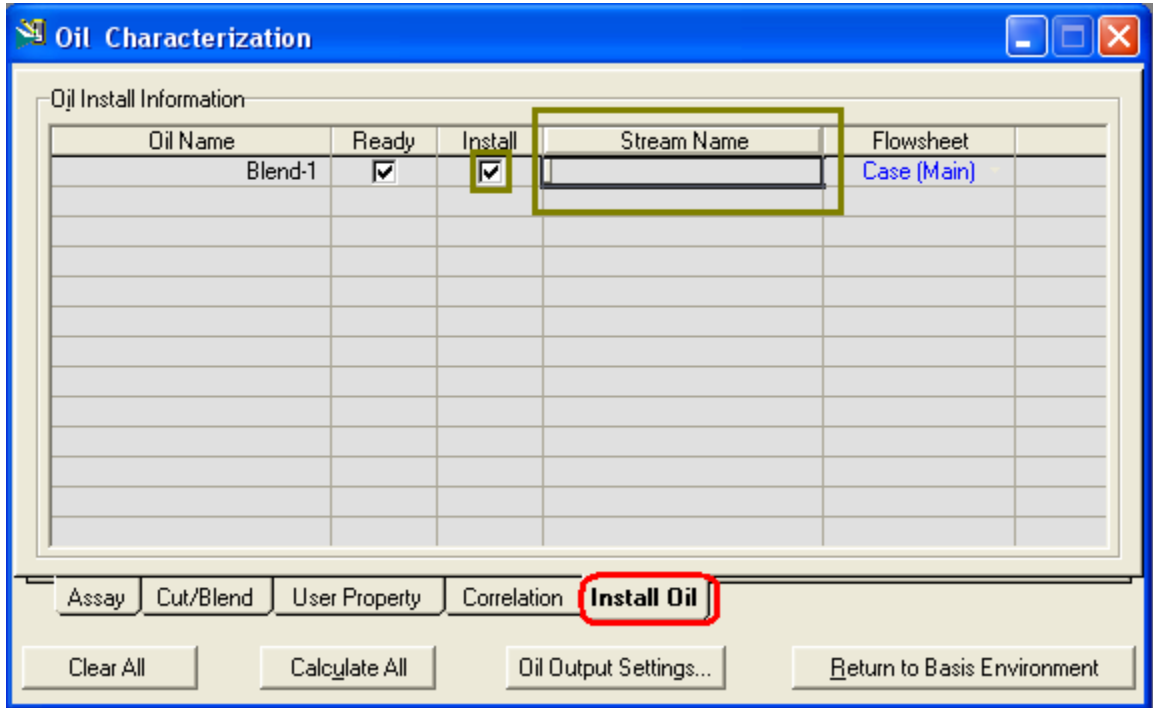 Oil Characterization
Oil Install Information
Oil Name Ready Install Stream Name Flowsheet
Blend-1 Case (Main)
Assay Cut/Blend User Property Correlation Install Oil
Clear All Calculate All Oil Output Settings... Return to Basis Environment